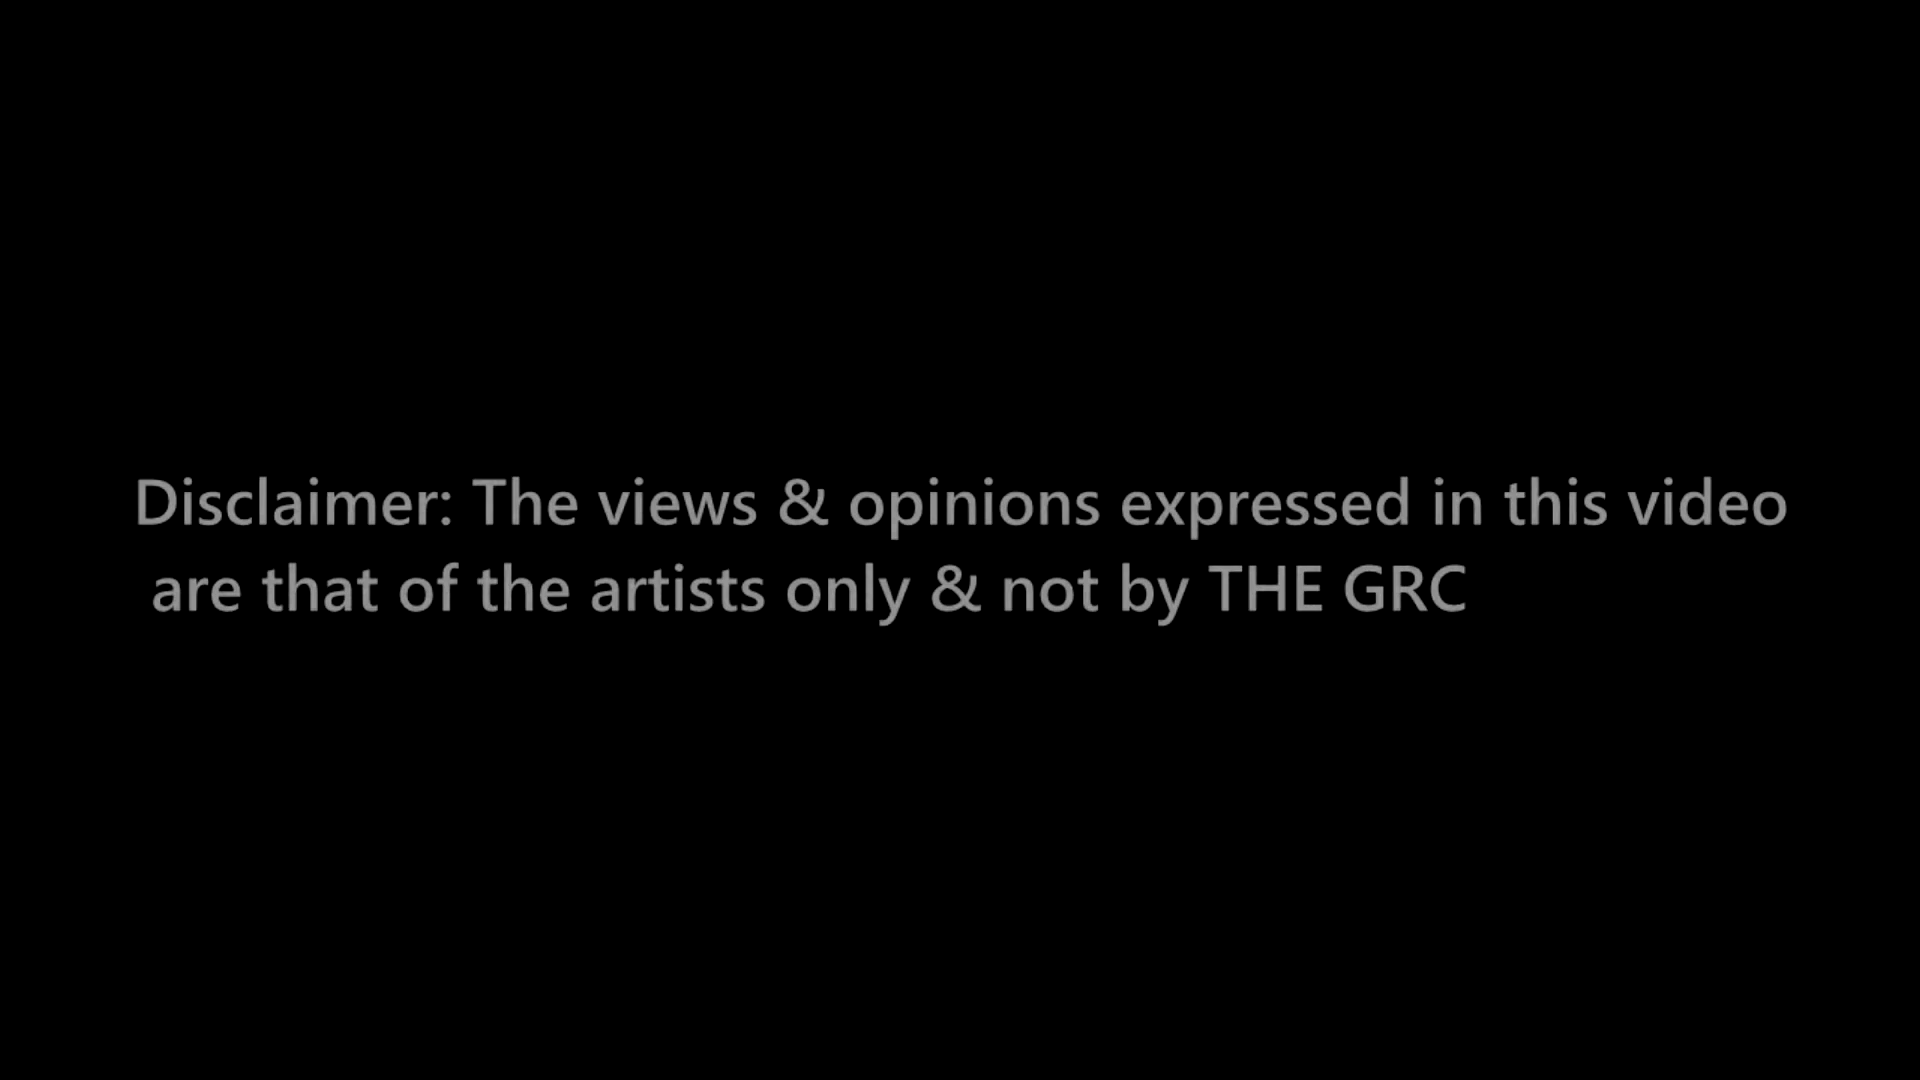 Disclaimer: The views & opinions expressed in this video
are that of the artists only & not by THE GRC